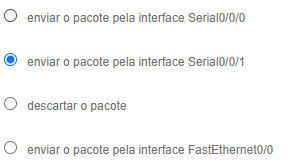 enviar o pacote pela interface Serial0/0/0
enviar o pacote pela interface Serial0/0/1
descartar o pacote
enviar o pacote pela interface FastEthernet0/0